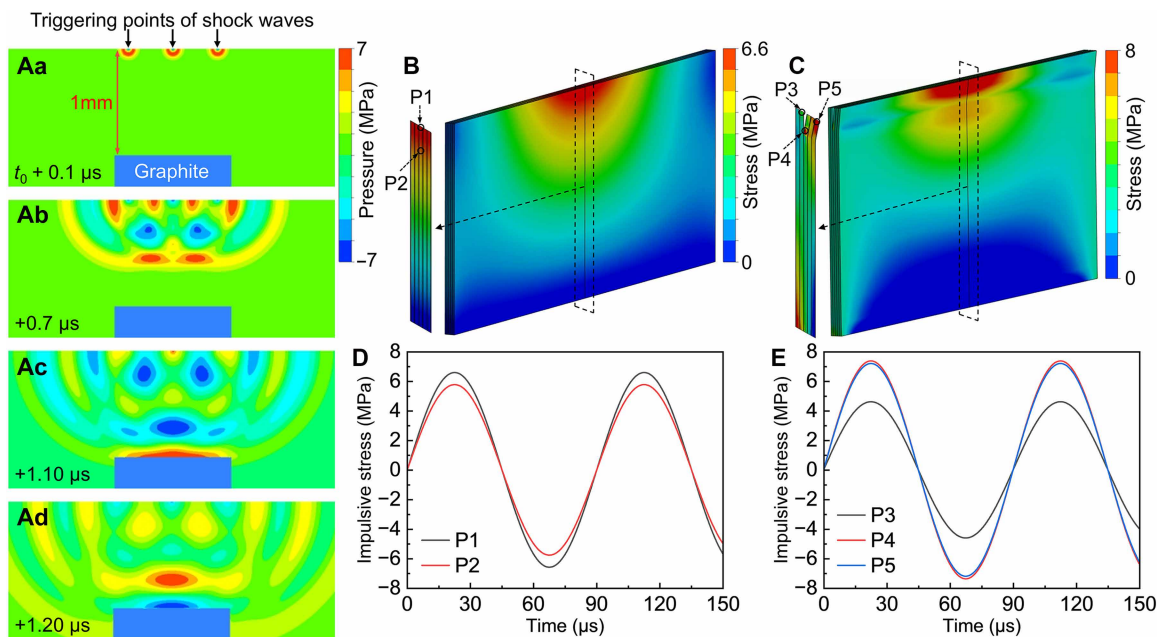 Triggering points of shock waves
Aa
1mm
t0 + 0.1 µs
Graphite
7
Pressure (MPa)
−7
Ab
+0.7 µs
Ac
+1.10 µs
Ad
+1.20 µs
B
P1
P2
6.6
Stress (MPa)
0
C
P3
P5
P4
8
Stress (MPa)
0
D
8
6
4
2
0
−2
−4
−6
−8
Impulsive stress (MPa)
P1
P2
0 30 60 90 120 150
Time (µs)
E
8
6
4
2
0
−2
−4
−6
−8
Impulsive stress (MPa)
P3
P4
P5
0 30 60 90 120 150
Time (µs)